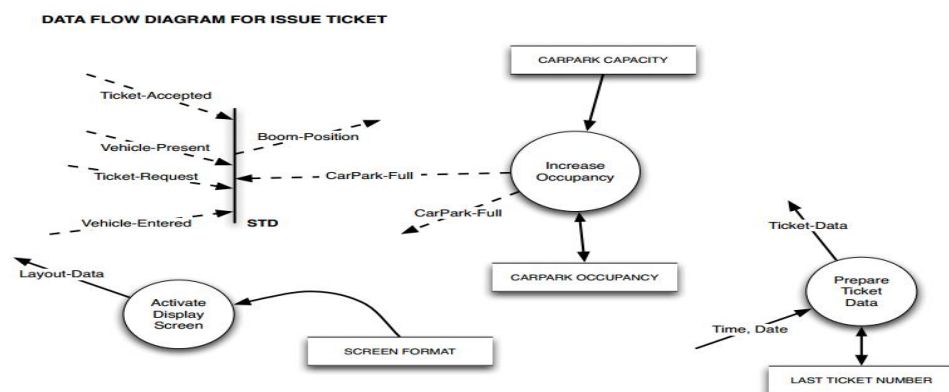 DATA FLOW DIAGRAM FOR ISSUE TICKET
CARPARK CAPACITY
Ticket-Accepted
Boom-Position
Vehicle-Present
Increase
Occupancy
Ticket-Request
CarPark-Full
CarPark-Full
Vehicle-Entered
STD
Ticket-Data
Layout-Data
CARPARK OCCUPANCY
Activate
Display
Screen
Prepare
Ticket
Data
Time, Date
SCREEN FORMAT
LAST TICKET NUMBER